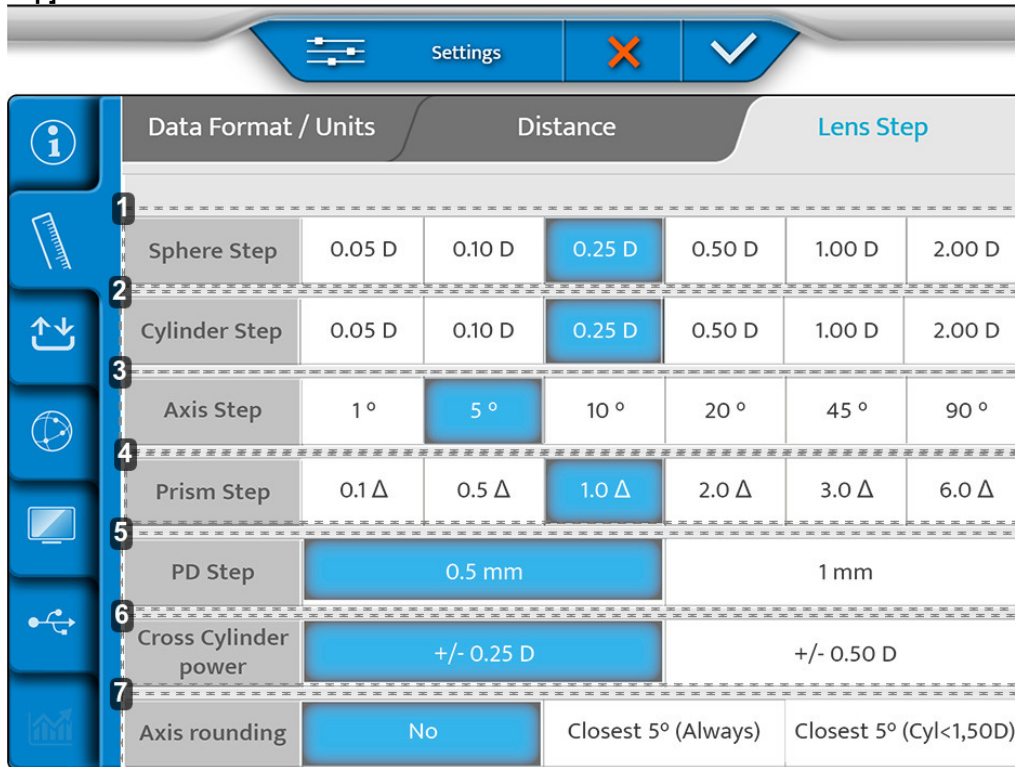 Settings
Data Format / Units Distance Lens Step
1
Sphere Step 0.05 D 0.10 D 0.25 D 0.50 D 1.00 D 2.00 D
2
Cylinder Step 0.05 D 0.10 D 0.25 D 0.50 D 1.00 D 2.00 D
3
Axis Step 1 º 5 º 10 º 20 º 45 º 90 º
4
Prism Step 0.1 Δ 0.5 Δ 1.0 Δ 2.0 Δ 3.0 Δ 6.0 Δ
5
PD Step 0.5 mm 1 mm
6
Cross Cylinder
power +/- 0.25 D +/- 0.50 D
7
Axis rounding No Closest 5º (Always) Closest 5º (Cyl<1,50D)